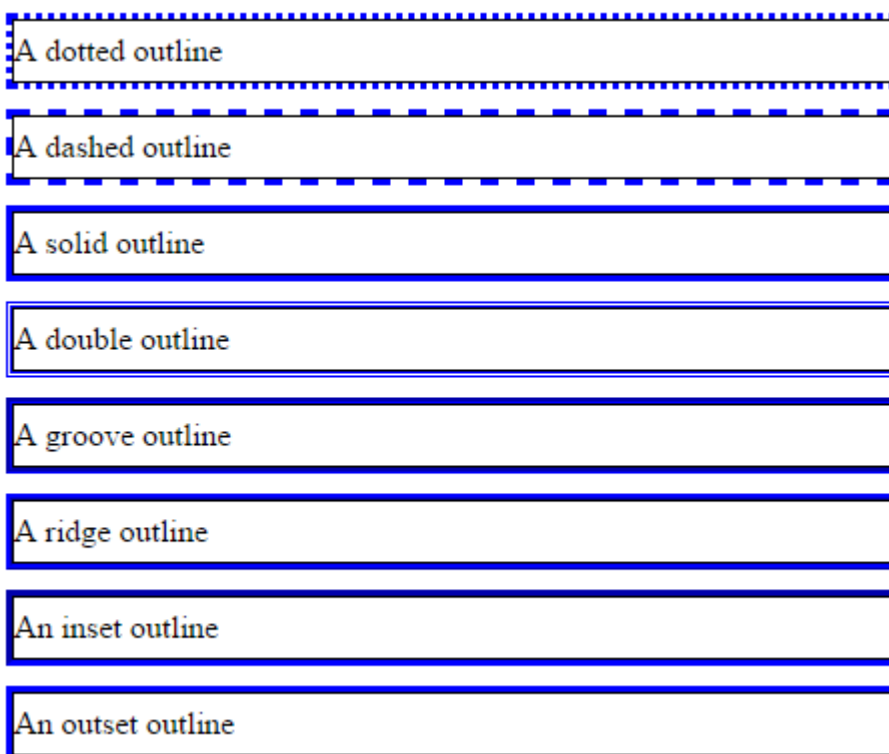 A dotted outline
A dashed outline
A solid outline
A double outline
A groove outline
A ridge outline
An inset outline
An outset outline